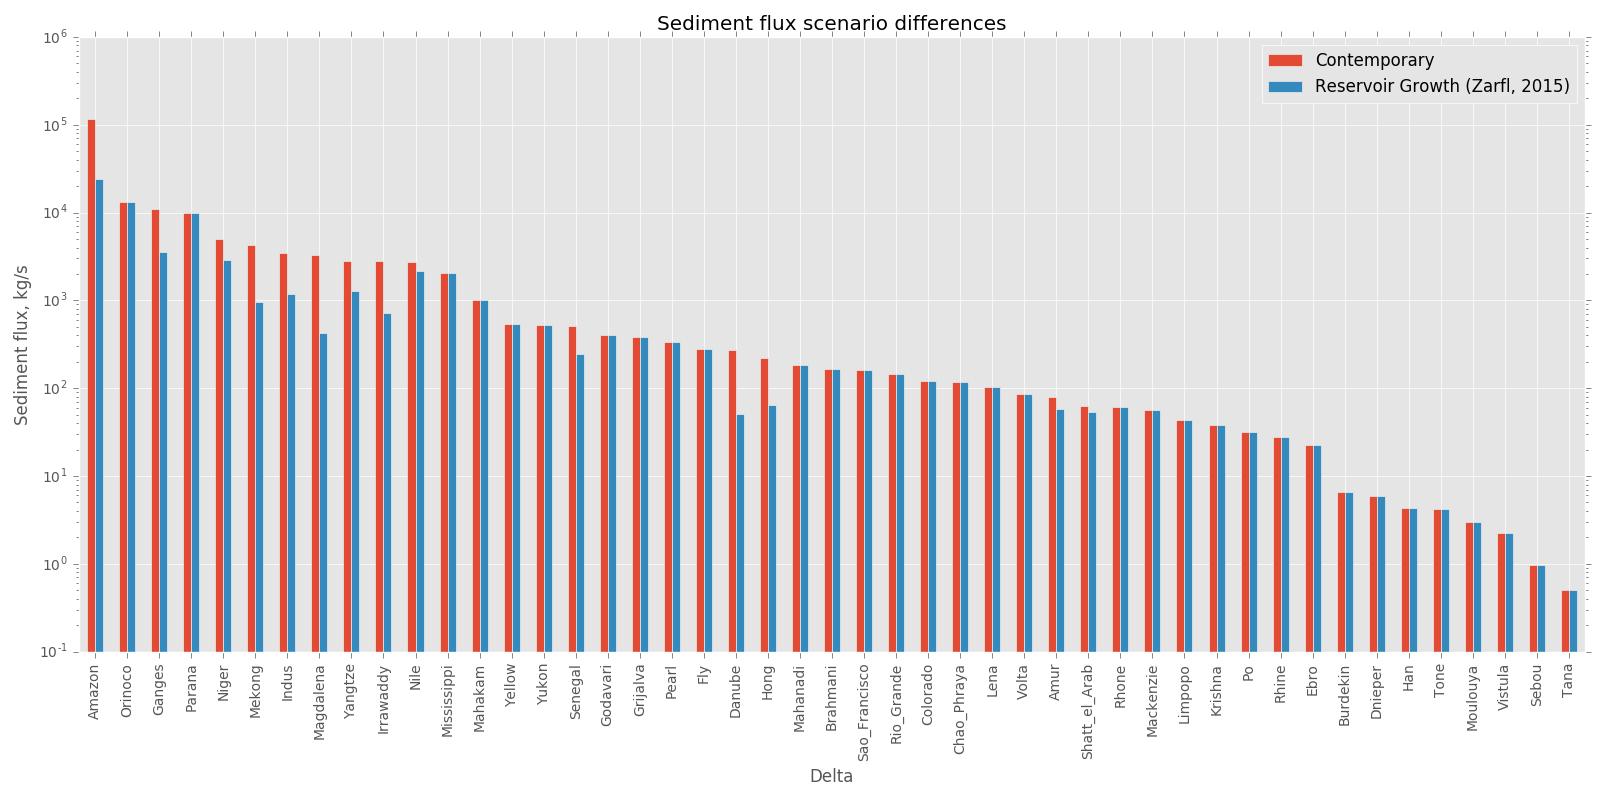 Sediment flux scenario differences
Contemporary
Reservoir Growth (Zarfl, 2015)
Sediment flux, kg/s
10^6
10^5
10^4
10^3
10^2
10^1
10^0
10^-1
Amazon
Orinoco
Ganges
Parana
Niger
Mekong
Indus
Magdalena
Yangtze
Irrawaddy
Nile
Mississippi
Mahakam
Yellow
Yukon
Senegal
Godavari
Grijalva
Pearl
Fly
Danube
Hong
Mahanadi
Brahmani
Sao_Francisco
Rio_Grande
Colorado
Chao_Phraya
Lena
Volta
Amur
Shatt_el_Arab
Rhone
Mackenzie
Limpopo
Krishna
Po
Rhine
Ebro
Burdekin
Dnieper
Han
Tone
Moulouya
Vistula
Sebou
Tana
Delta